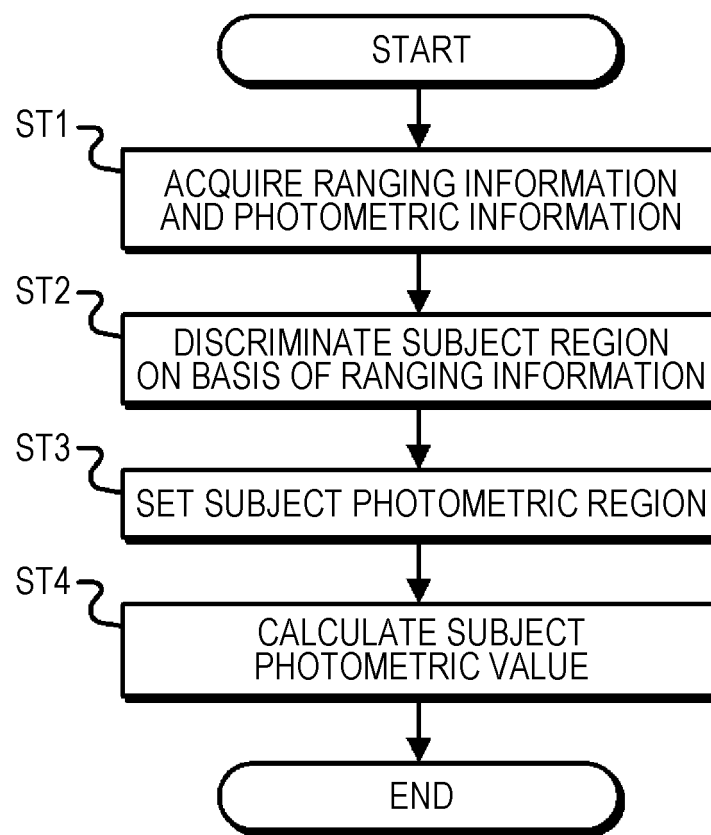 START
ST1
ACQUIRE RANGING INFORMATION
AND PHOTOMETRIC INFORMATION
ST2
DISCRIMINATE SUBJECT REGION
ON BASIS OF RANGING INFORMATION
ST3
SET SUBJECT PHOTOMETRIC REGION
ST4
CALCULATE SUBJECT
PHOTOMETRIC VALUE
END